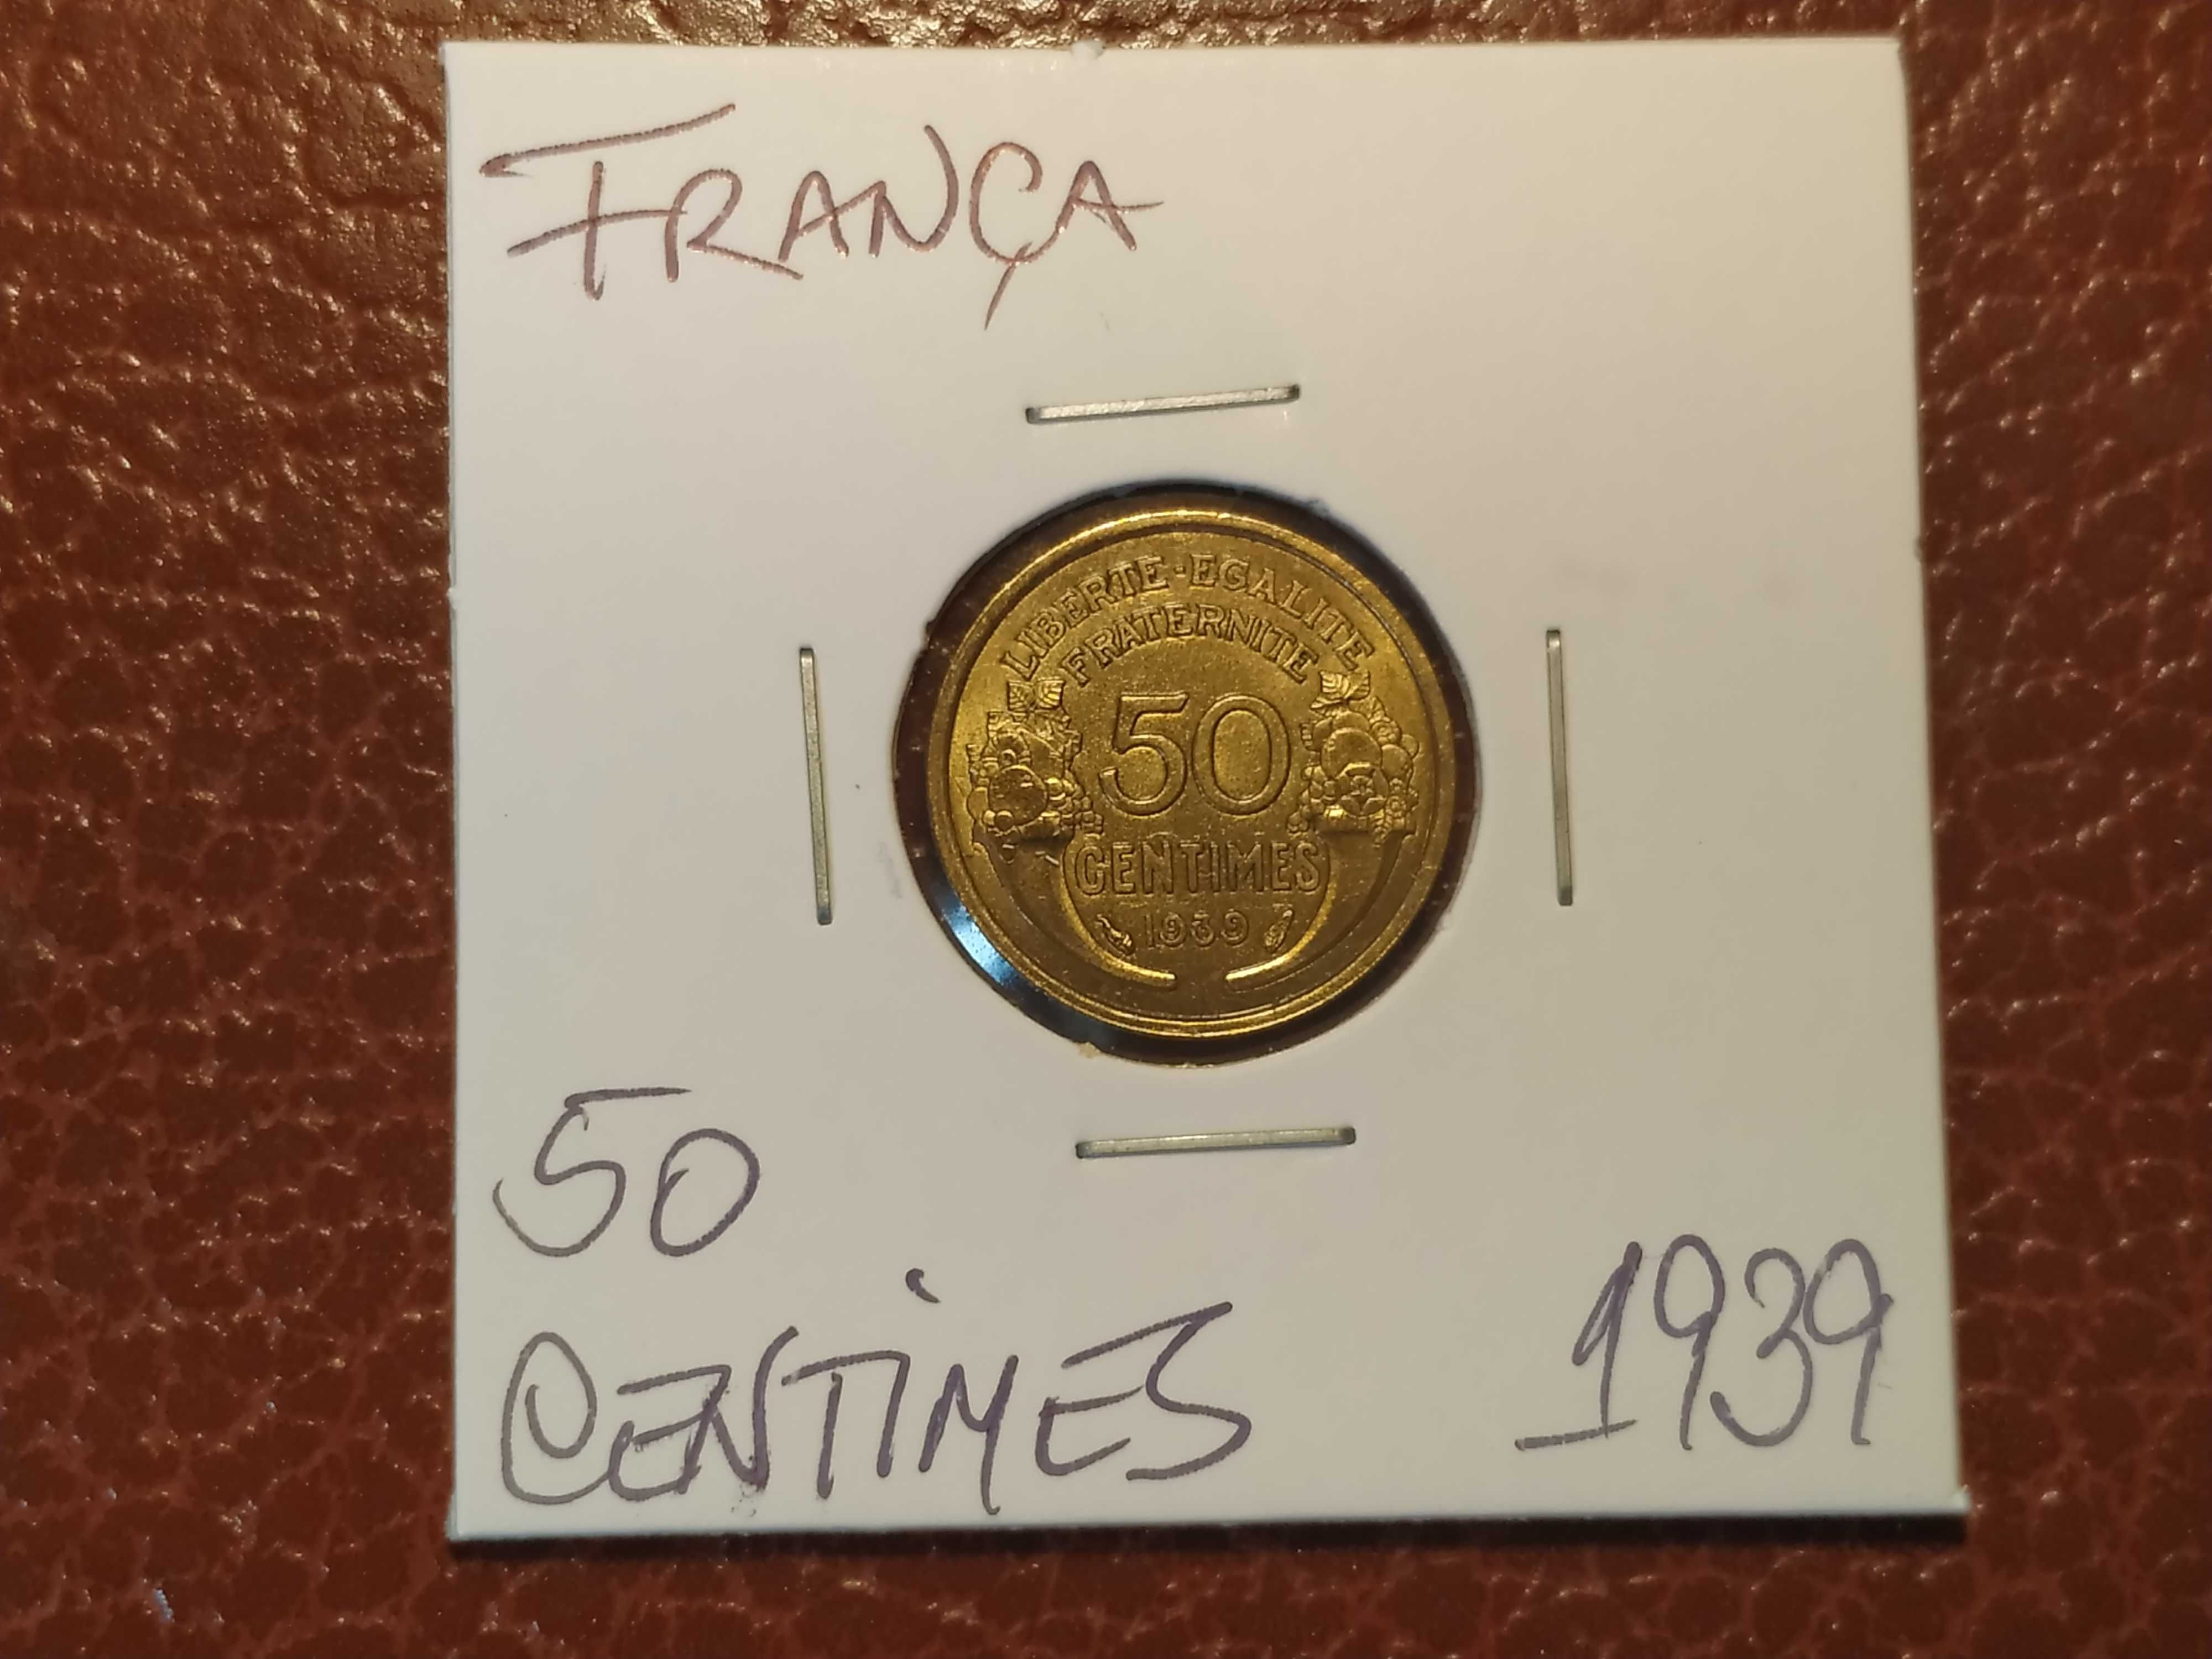 FRANÇA
LIBERTE·EGALITE
FRATERNITE
50
CENTIMES
1939
50
CENTIMES
1939